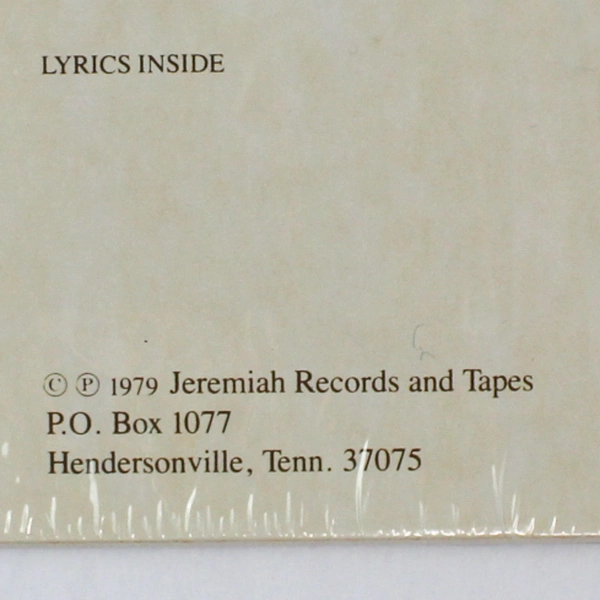 LYRICS INSIDE
© ℗ 1979 Jeremiah Records and Tapes
P.O. Box 1077
Hendersonville, Tenn. 37075